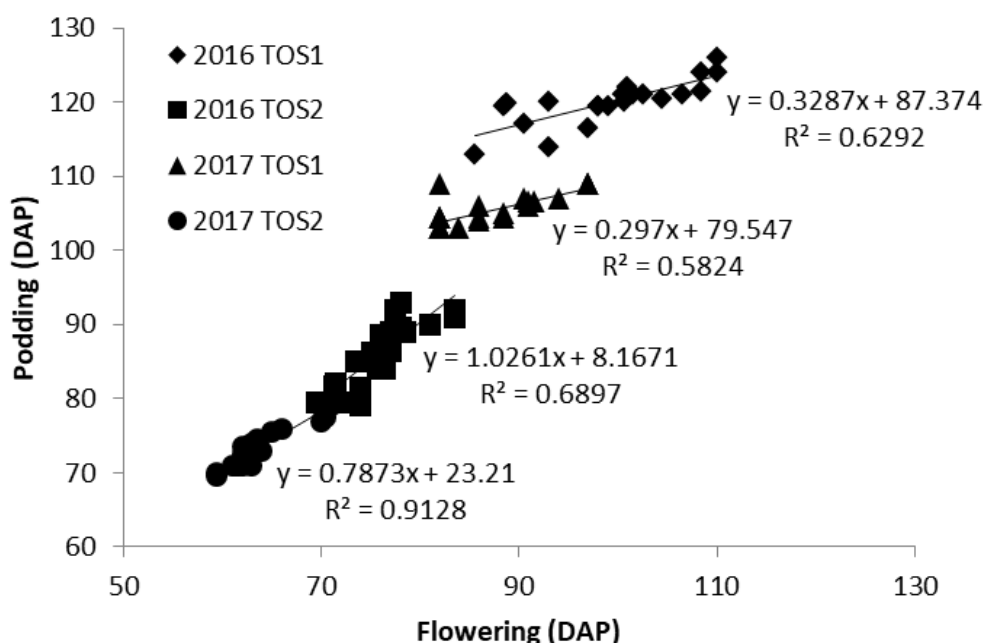 130
120
110
100
90
80
70
60
Podding (DAP)
2016 TOS1
2016 TOS2
2017 TOS1
2017 TOS2
y = 0.3287x + 87.374
R² = 0.6292
y = 0.297x + 79.547
R² = 0.5824
y = 1.0261x + 8.1671
R² = 0.6897
y = 0.7873x + 23.21
R² = 0.9128
50 70 90 110 130
Flowering (DAP)